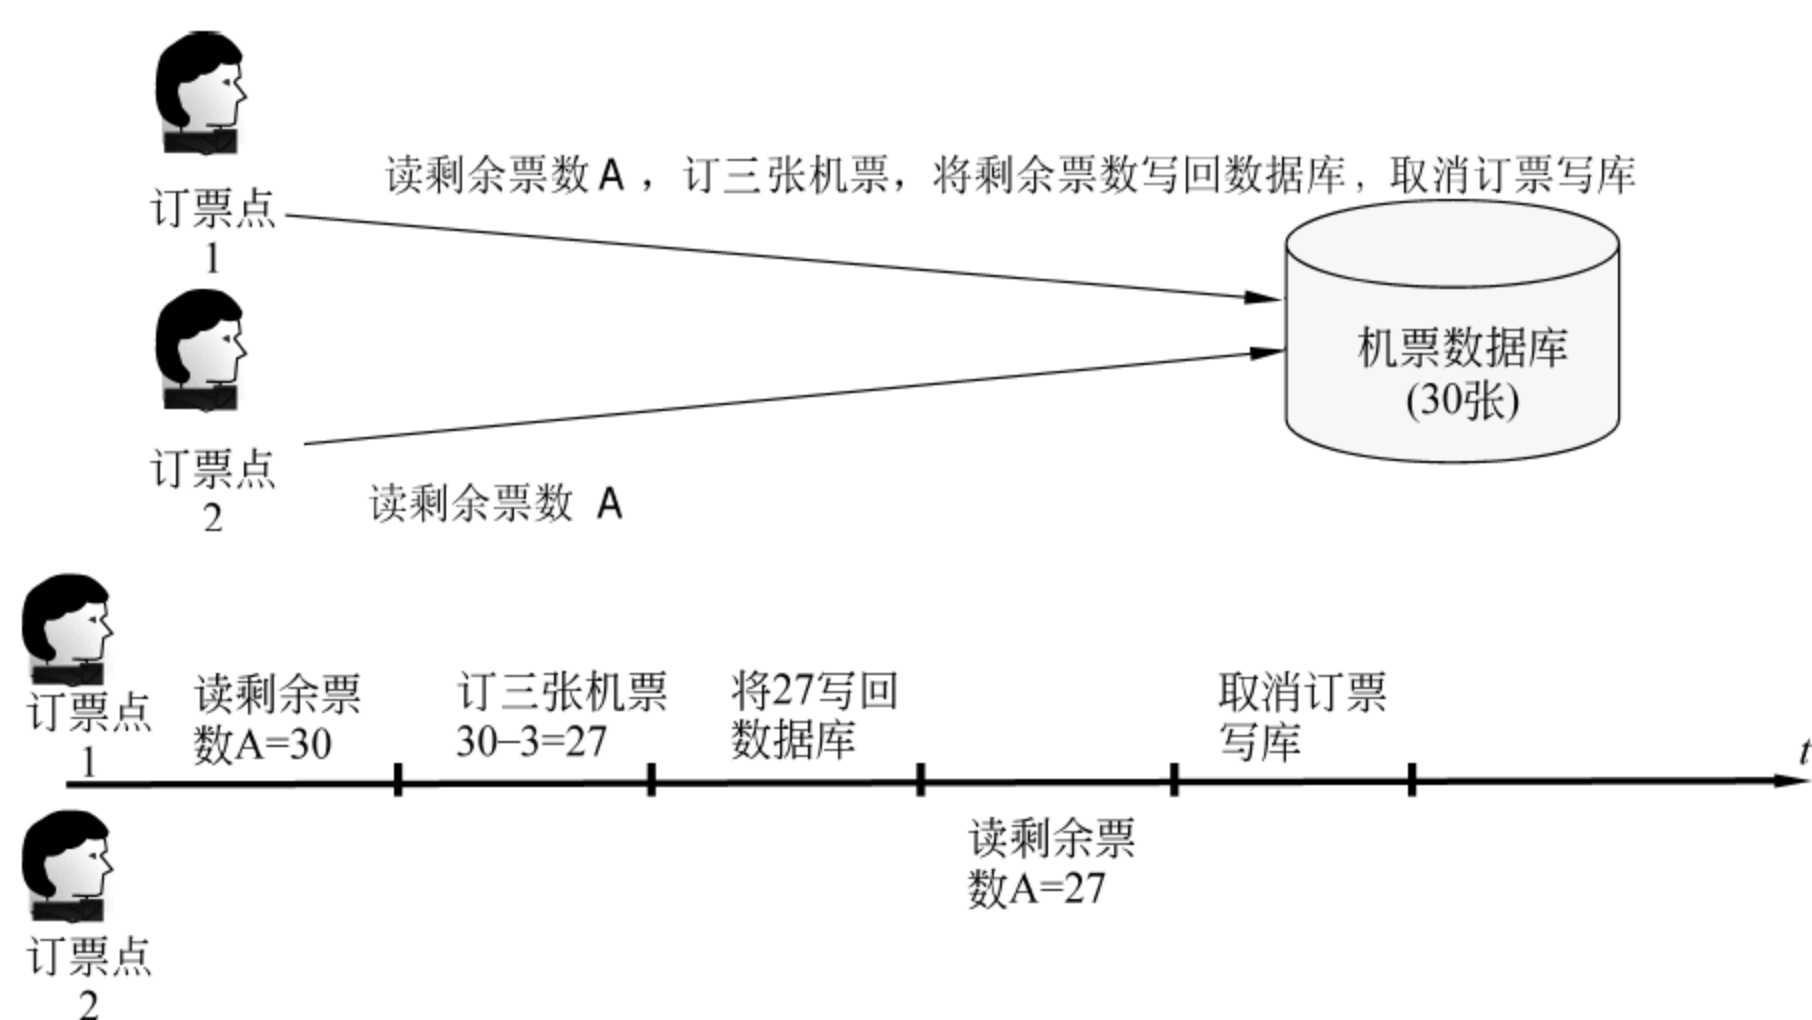 读剩余票数A，订三张机票，将剩余票数写回数据库，取消订票写库
订票点
1
机票数据库
(30张)
订票点
2
读剩余票数 A
读剩余票
数A=30
订三张机票
30–3=27
将27写回
数据库
取消订票
写库
订票点
1
t
读剩余票
数A=27
订票点
2